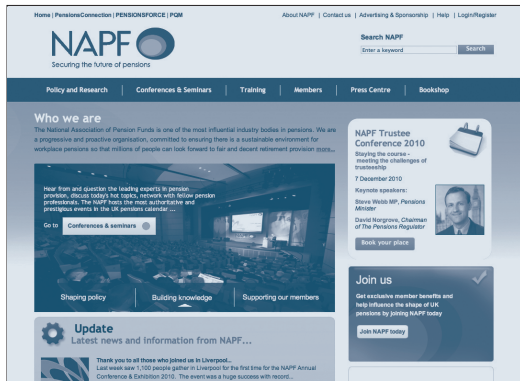 Home | PensionsConnection | PENSIONSFORCE | PQM
About NAPF | Contact us | Advertising & Sponsorship | Help | Login/Register
NAPF
Securing the future of pensions
Search NAPF
Enter a keyword
Search
Policy and Research | Conferences & Seminars | Training | Members | Press Centre | Bookshop
Who we are
The National Association of Pension Funds is one of the most influential industry bodies in pensions. We are
a progressive and proactive organisation, committed to ensuring there is a sustainable environment for
workplace pensions so that millions of people can look forward to fair and decent retirement provision more...
Hear from and question the leading experts in pension
provision, discuss today's hot topics, network with fellow pension
professionals. The NAPF hosts the most authoritative and
prestigious events in the UK pensions calendar ...
Go to Conferences & seminars
Shaping policy
Building knowledge
Supporting our members
Update
Latest news and information from NAPF...
Thank you to all those who joined us in Liverpool...
Last week saw 1,100 people gather in Liverpool for the first time for the NAPF Annual
Conference & Exhibition 2010. The event was a huge success with record...
NAPF Trustee
Conference 2010
Staying the course -
meeting the challenges of
trusteeship
7 December 2010
Keynote speakers:
Steve Webb MP, Pensions
Minister
David Norgrove, Chairman
of The Pensions Regulator
Book your place
Join us
Get exclusive member benefits and
help influence the shape of UK
pensions by joining NAPF today
Join NAPF today